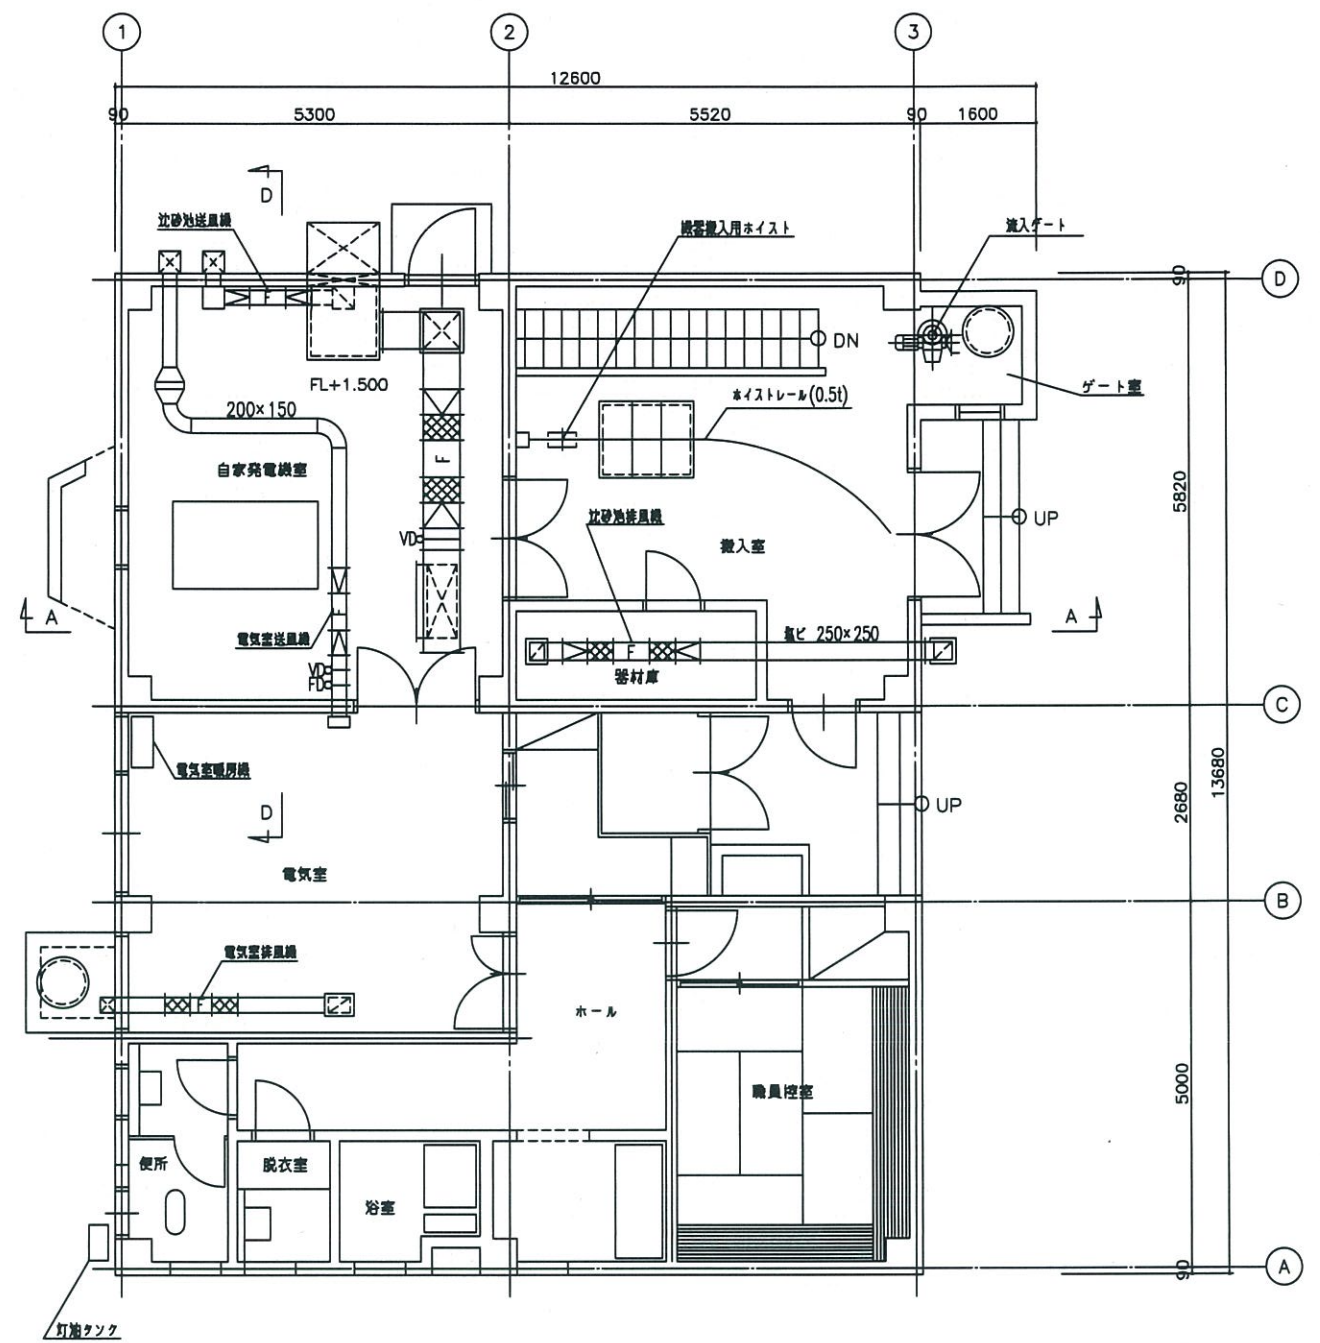 1
2
3
12600
90
5300
5520
90
1600
D
沈砂池送風機
機器搬入用ホイスト
流入ゲート
90
D
F
DN
FL+1.500
ゲート室
200×150
ホイストレール(0.5t)
自家発電機室
F
5820
沈砂池排風機
UP
VD
搬入室
A
A
F
電気室送風機
塩ビ 250×250
F
VD
FD
器材庫
C
電気室暖房機
13680
2680
D
UP
電気室
B
電気室排風機
F
ホール
職員控室
5000
便所
脱衣室
浴室
90
A
灯油タンク